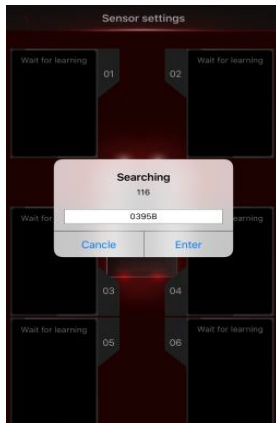 Sensor settings
Wait for learning
01
02
Wait for learning
Searching
116
0395B
Cancle
Enter
Wait for
earning
03
04
Wait for learning
05
06
Wait for learning